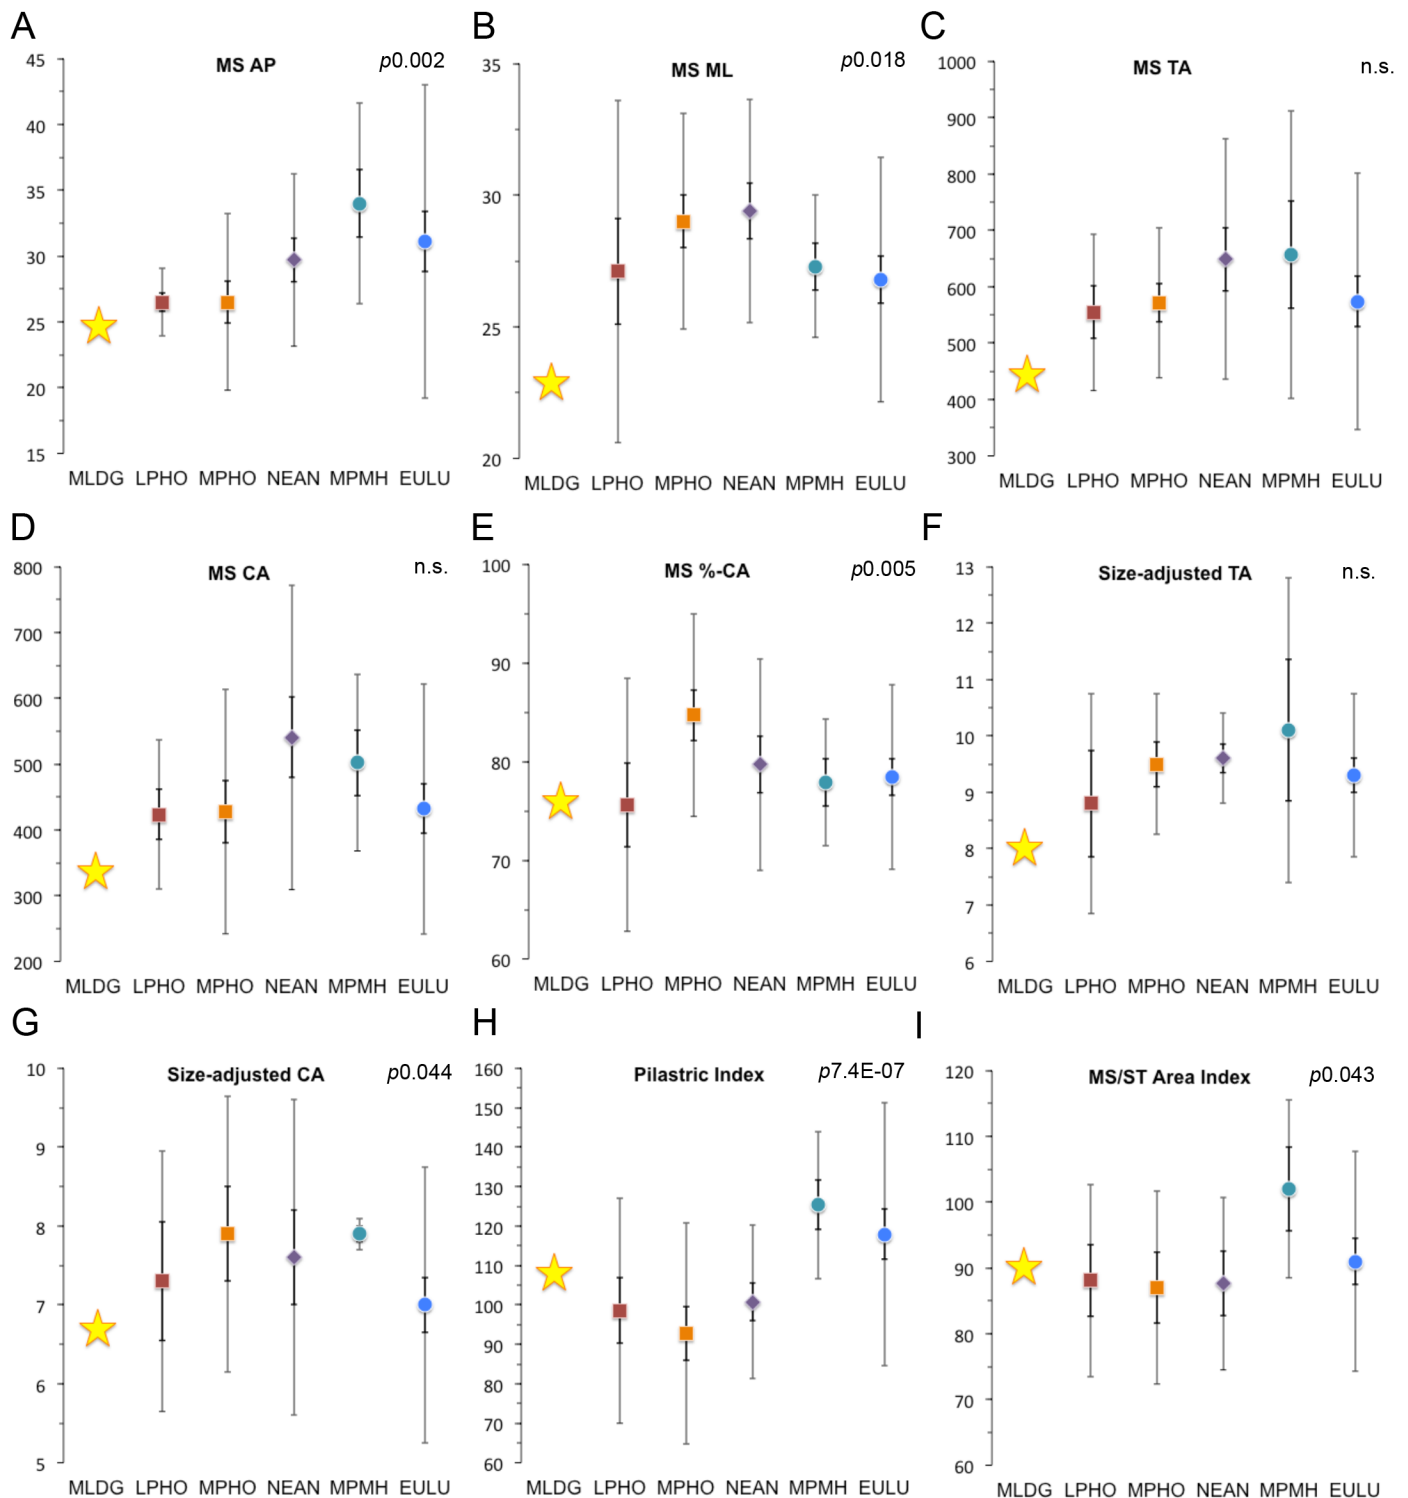 A
MS AP
p0.002
45
40
35
30
25
20
15
MLDG LPHO MPHO NEAN MPMH EULU
B
MS ML
p0.018
35
30
25
20
MLDG LPHO MPHO NEAN MPMH EULU
C
MS TA
n.s.
1000
900
800
700
600
500
400
300
MLDG LPHO MPHO NEAN MPMH EULU
D
MS CA
n.s.
800
700
600
500
400
300
200
MLDG LPHO MPHO NEAN MPMH EULU
E
MS %-CA
p0.005
100
90
80
70
60
MLDG LPHO MPHO NEAN MPMH EULU
F
Size-adjusted TA
n.s.
13
12
11
10
9
8
7
6
MLDG LPHO MPHO NEAN MPMH EULU
G
Size-adjusted CA
p0.044
10
9
8
7
6
5
MLDG LPHO MPHO NEAN MPMH EULU
H
Pilastric Index
p7.4E-07
160
150
140
130
120
110
100
90
80
70
60
MLDG LPHO MPHO NEAN MPMH EULU
I
MS/ST Area Index
p0.043
120
110
100
90
80
70
60
MLDG LPHO MPHO NEAN MPMH EULU